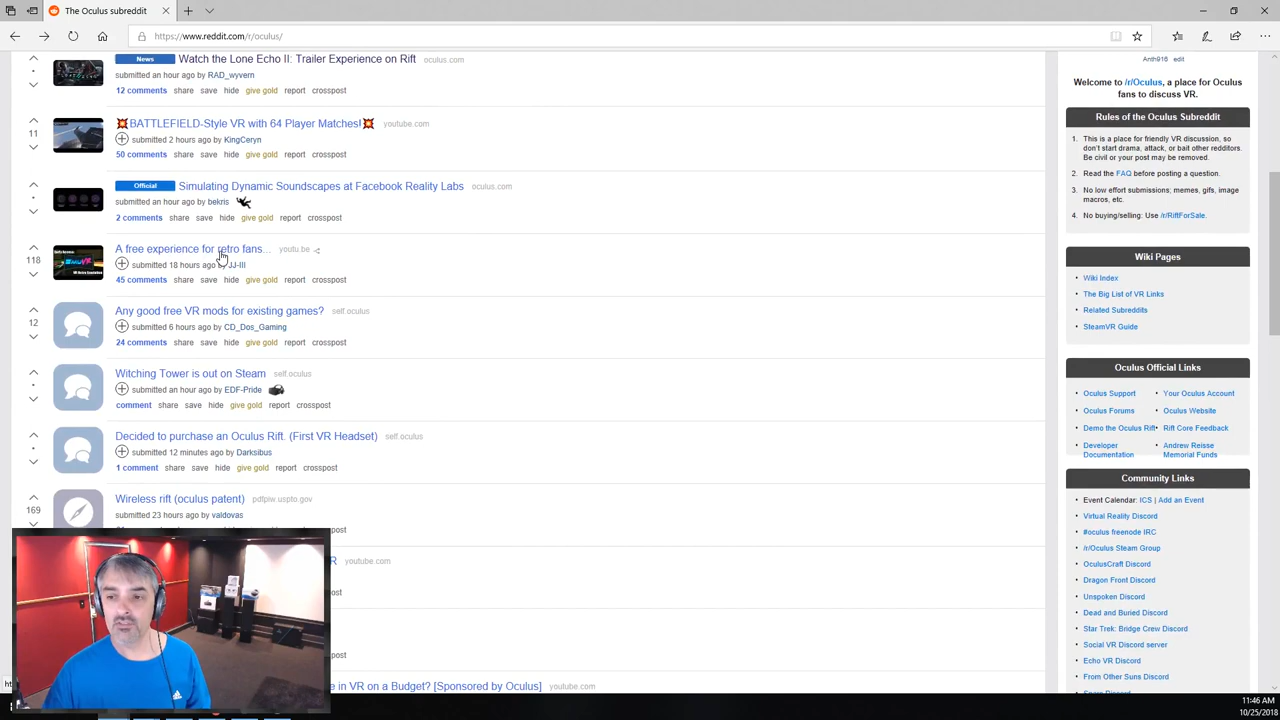 The Oculus subreddit
https://www.reddit.com/r/oculus/
News Watch the Lone Echo II: Trailer Experience on Rift oculus.com
submitted an hour ago by RAD_wyvern
12 comments share save hide give gold report crosspost
11
💥BATTLEFIELD-Style VR with 64 Player Matches!💥 youtube.com
submitted 2 hours ago by KingCeryn
50 comments share save hide give gold report crosspost
Official Simulating Dynamic Soundscapes at Facebook Reality Labs oculus.com
submitted an hour ago by bekris
2 comments share save hide give gold report crosspost
118
A free experience for retro fans... youtu.be
submitted 18 hours ago JJ-III
45 comments share save hide give gold report crosspost
12
Any good free VR mods for existing games? self.oculus
submitted 6 hours ago by CD_Dos_Gaming
24 comments share save hide give gold report crosspost
Witching Tower is out on Steam self.oculus
submitted an hour ago by EDF-Pride
comment share save hide give gold report crosspost
Decided to purchase an Oculus Rift. (First VR Headset) self.oculus
submitted 12 minutes ago by Darksibus
1 comment share save hide give gold report crosspost
169
Wireless rift (oculus patent) pdfpiw.uspto.gov
submitted 23 hours ago by valdovas
post
R youtube.com
post
post
e in VR on a Budget? [Sponsored by Oculus] youtube.com
Anth916 edit
Welcome to /r/Oculus, a place for Oculus
fans to discuss VR.
Rules of the Oculus Subreddit
1. This is a place for friendly VR discussion, so
don't start drama, attack, or bait other redditors.
Be civil or your post may be removed.
2. Read the FAQ before posting a question.
3. No low effort submissions; memes, gifs, image
macros, etc.
4. No buying/selling: Use /r/RiftForSale.
Wiki Pages
Wiki Index
The Big List of VR Links
Related Subreddits
SteamVR Guide
Oculus Official Links
Oculus Support Your Oculus Account
Oculus Forums Oculus Website
Demo the Oculus Rift Rift Core Feedback
Developer Andrew Reisse
Documentation Memorial Funds
Community Links
Event Calendar: ICS | Add an Event
Virtual Reality Discord
#oculus freenode IRC
/r/Oculus Steam Group
OculusCraft Discord
Dragon Front Discord
Unspoken Discord
Dead and Buried Discord
Star Trek: Bridge Crew Discord
Social VR Discord server
Echo VR Discord
From Other Suns Discord
11:46 AM
10/25/2018